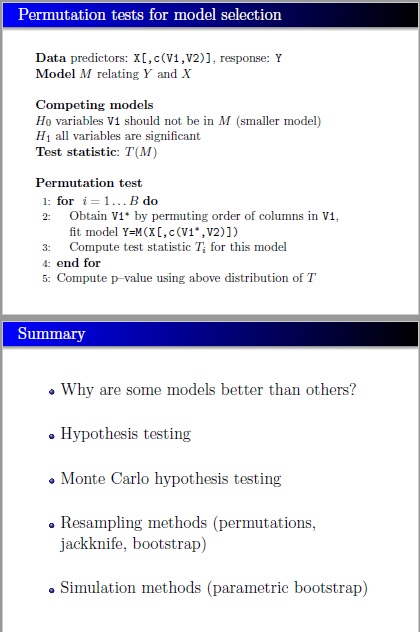 Permutation tests for model selection
Data predictors: X[,c(V1,V2)], response: Y
Model M relating Y and X
Competing models
H0 variables V1 should not be in M (smaller model)
H1 all variables are significant
Test statistic: T(M)
Permutation test
1: for i = 1...B do
2: Obtain V1* by permuting order of columns in V1,
fit model Y=M(X[,c(V1*,V2)])
3: Compute test statistic Ti for this model
4: end for
5: Compute p–value using above distribution of T
Summary
Why are some models better than others?
Hypothesis testing
Monte Carlo hypothesis testing
Resampling methods (permutations,
jackknife, bootstrap)
Simulation methods (parametric bootstrap)